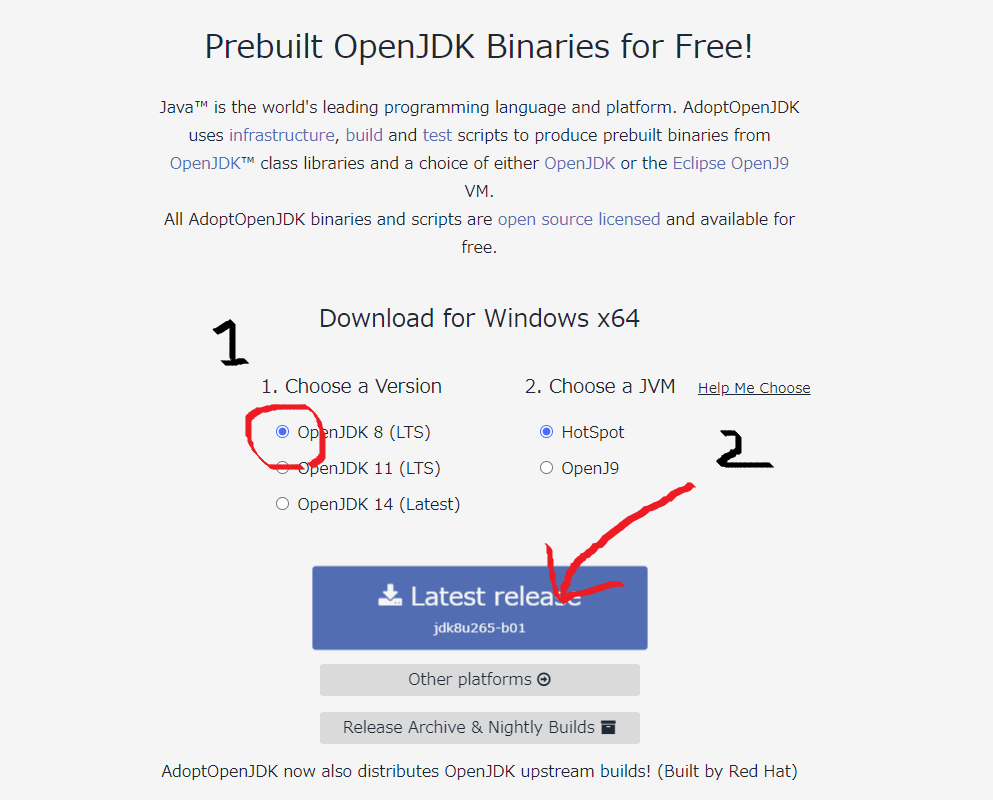 Prebuilt OpenJDK Binaries for Free!
Java™ is the world's leading programming language and platform. AdoptOpenJDK
uses infrastructure, build and test scripts to produce prebuilt binaries from
OpenJDK™ class libraries and a choice of either OpenJDK or the Eclipse OpenJ9
VM.
All AdoptOpenJDK binaries and scripts are open source licensed and available for
free.
Download for Windows x64
1
1. Choose a Version
2. Choose a JVM Help Me Choose
OpenJDK 8 (LTS)
HotSpot
2
OpenJDK 11 (LTS)
OpenJ9
OpenJDK 14 (Latest)
Latest release
jdk8u265-b01
Other platforms
Release Archive & Nightly Builds
AdoptOpenJDK now also distributes OpenJDK upstream builds! (Built by Red Hat)